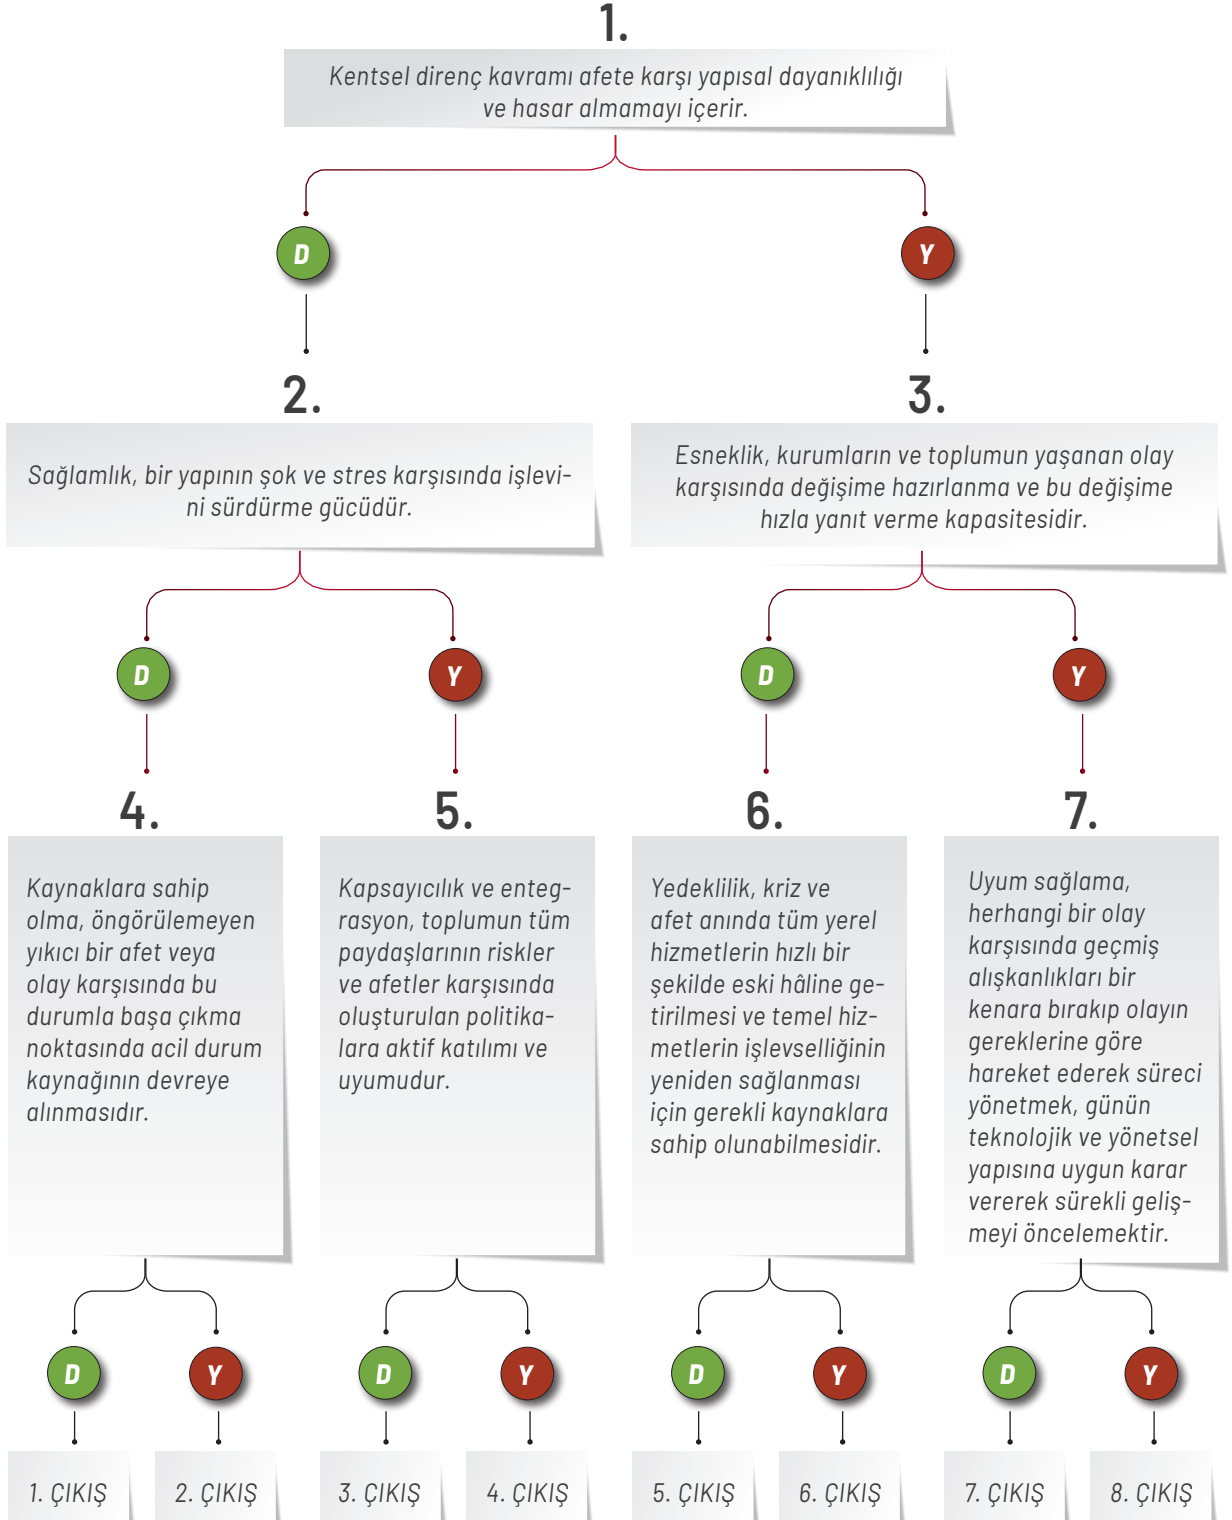 1.
Kentsel direnç kavramı afete karşı yapısal dayanıklılığı
ve hasar almamayı içerir.
D
Y
2.
3.
Sağlamlık, bir yapının şok ve stres karşısında işlevi-
ni sürdürme gücüdür.
Esneklik, kurumların ve toplumun yaşanan olay
karşısında değişime hazırlanma ve bu değişime
hızla yanıt verme kapasitesidir.
D
Y
D
Y
4.
5.
6.
7.
Kaynaklara sahip
olma, öngörülemeyen
yıkıcı bir afet veya
olay karşısında bu
durumla başa çıkma
noktasında acil durum
kaynağının devreye
alınmasıdır.
Kapsayıcılık ve enteg-
rasyon, toplumun tüm
paydaşlarının riskler
ve afetler karşısında
oluşturulan politika-
lara aktif katılımı ve
uyumudur.
Yedeklilik, kriz ve
afet anında tüm yerel
hizmetlerin hızlı bir
şekilde eski hâline ge-
tirilmesi ve temel hiz-
metlerin işlevselliğinin
yeniden sağlanması
için gerekli kaynaklara
sahip olunabilmesidir.
Uyum sağlama,
herhangi bir olay
karşısında geçmiş
alışkanlıkları bir
kenara bırakıp olayın
gereklerine göre
hareket ederek süreci
yönetmek, günün
teknolojik ve yönetsel
yapısına uygun karar
vererek sürekli geliş-
meyi öncelemektir.
D
Y
D
Y
D
Y
D
Y
1. ÇIKIŞ
2. ÇIKIŞ
3. ÇIKIŞ
4. ÇIKIŞ
5. ÇIKIŞ
6. ÇIKIŞ
7. ÇIKIŞ
8. ÇIKIŞ